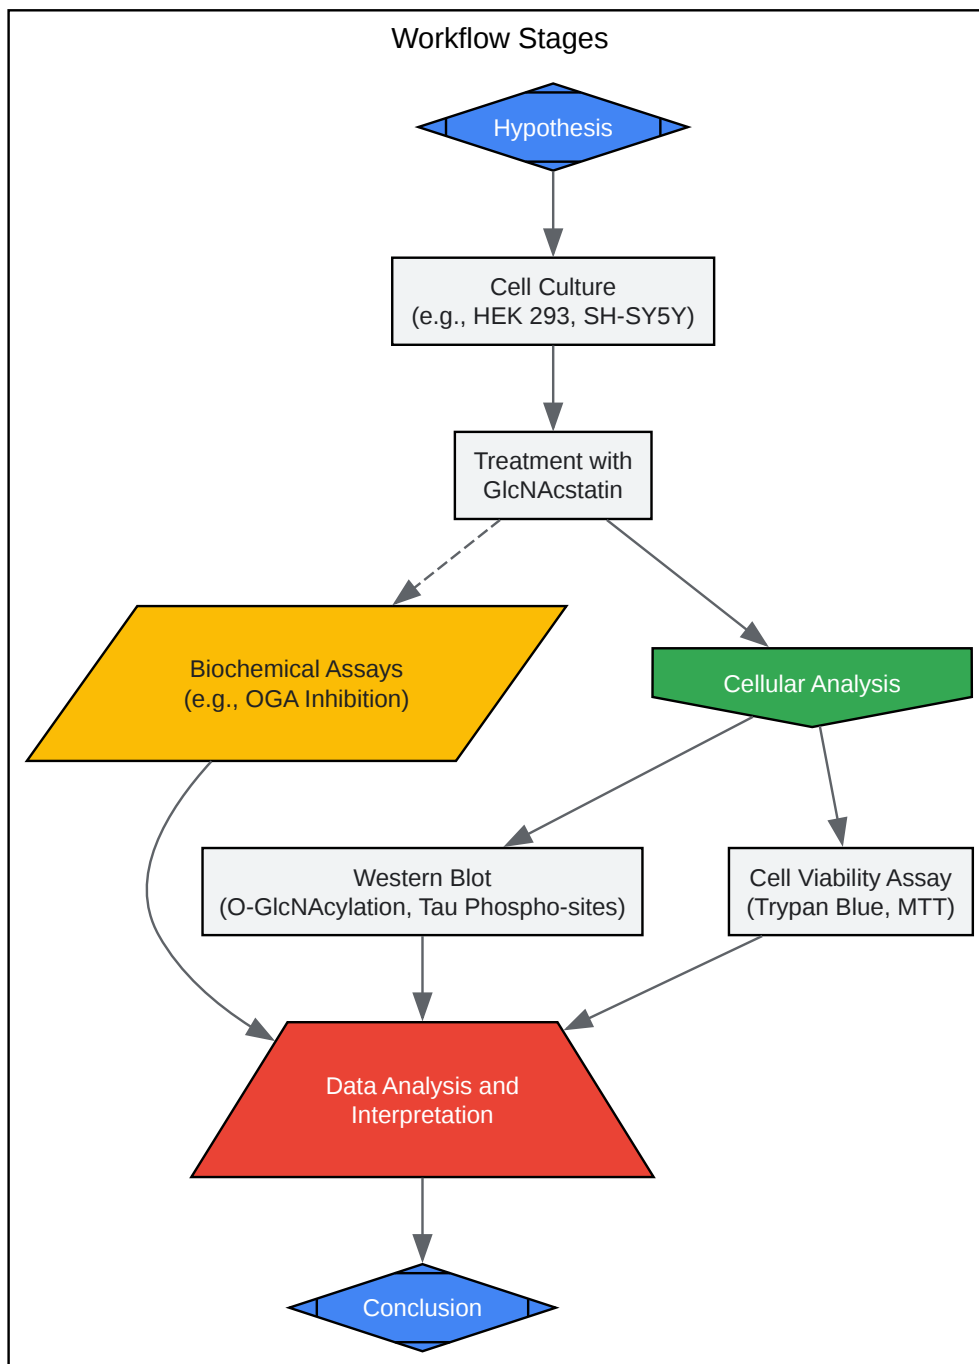 Workflow Stages
Hypothesis
Cell Culture
(e.g., HEK 293, SH-SY5Y)
Treatment with
GlcNAcstatin
Biochemical Assays
(e.g., OGA Inhibition)
Cellular Analysis
Western Blot
(O-GlcNAcylation, Tau Phospho-sites)
Cell Viability Assay
(Trypan Blue, MTT)
Data Analysis and
Interpretation
Conclusion